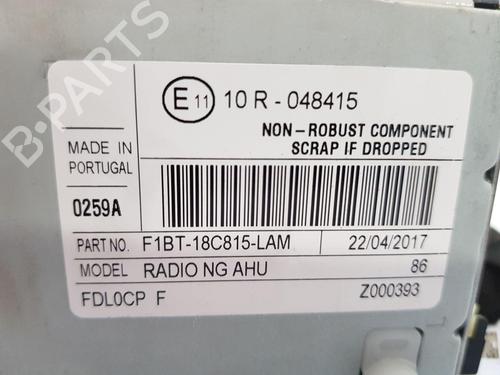 E 11 10 R - 048415
NON - ROBUST COMPONENT
SCRAP IF DROPPED
MADE IN
PORTUGAL
0259A
PART NO. F1BT-18C815-LAM 22/04/2017
MODEL RADIO NG AHU 86
FDL0CP F Z000393
B-PARTS